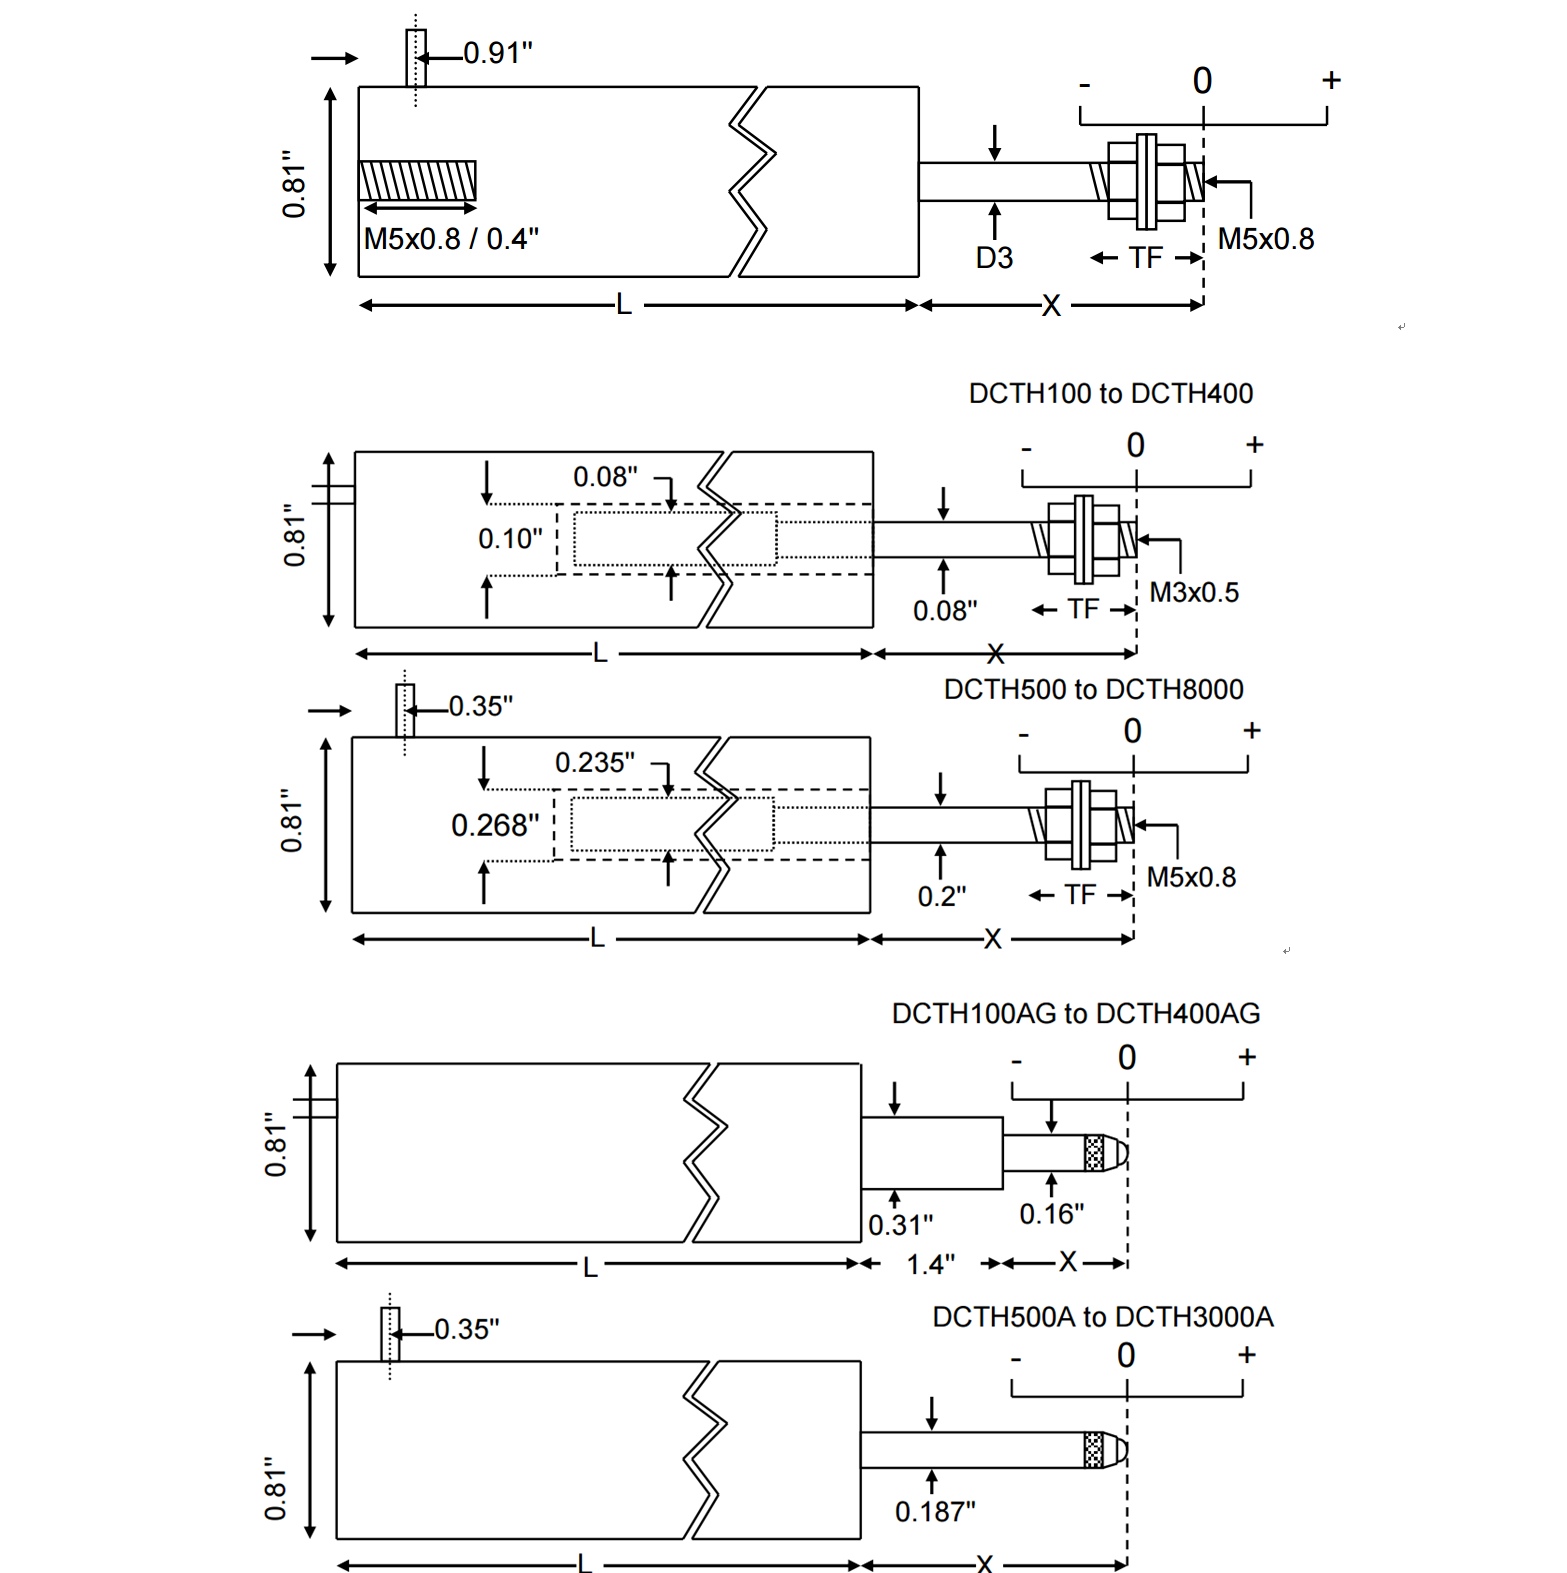 0.91"
- 0 +
0.81"
M5x0.8 / 0.4"
D3
TF
M5x0.8
L
X
DCTH100 to DCTH400
- 0 +
0.08"
0.81"
0.10"
0.08"
TF
M3x0.5
L
X
DCTH500 to DCTH8000
0.35"
- 0 +
0.235"
0.81"
0.268"
0.2"
TF
M5x0.8
L
X
DCTH100AG to DCTH400AG
- 0 +
0.81"
0.31"
0.16"
L
1.4"
X
DCTH500A to DCTH3000A
0.35"
- 0 +
0.81"
0.187"
L
X